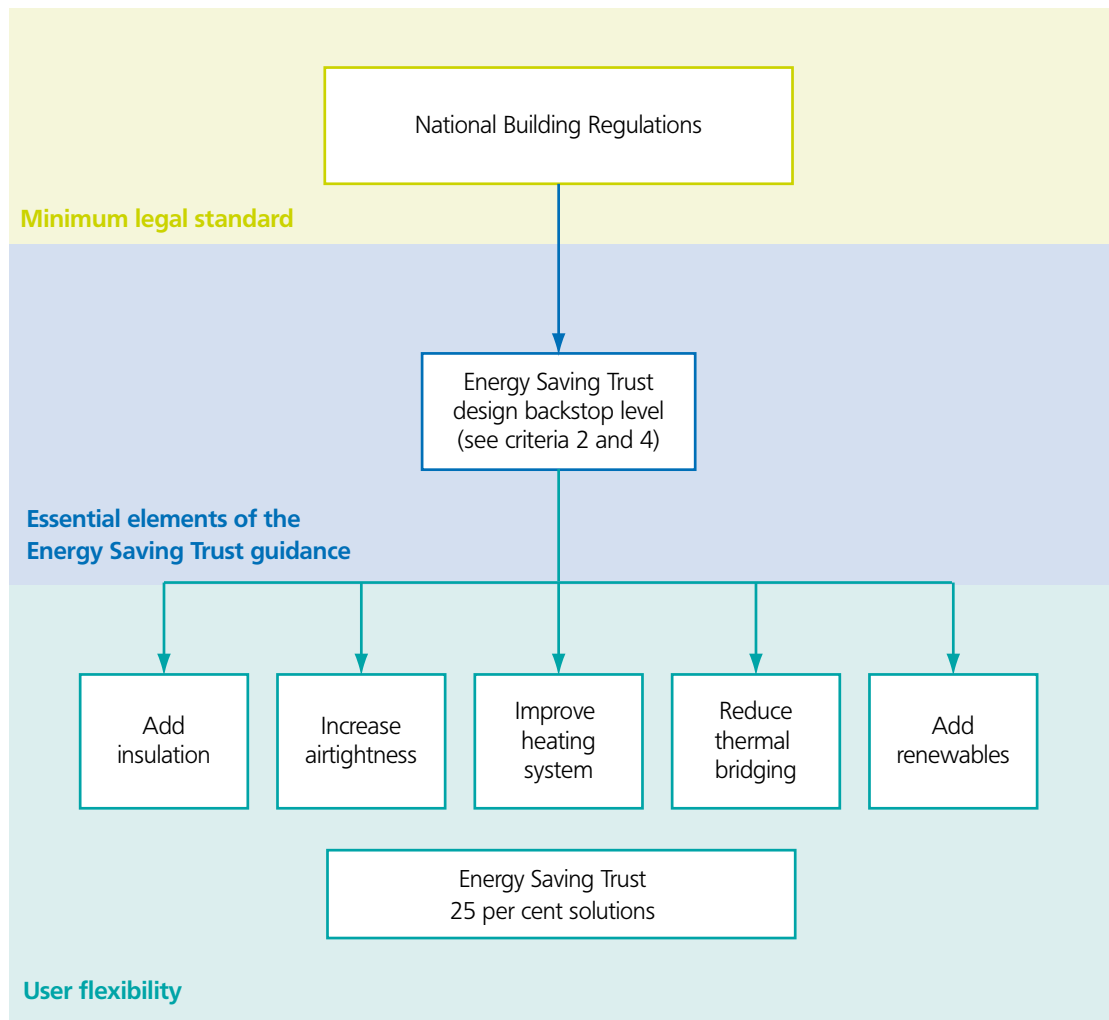 National Building Regulations
Minimum legal standard
Energy Saving Trust
design backstop level
(see criteria 2 and 4)
Essential elements of the
Energy Saving Trust guidance
Add
insulation
Increase
airtightness
Improve
heating
system
Reduce
thermal
bridging
Add
renewables
Energy Saving Trust
25 per cent solutions
User flexibility